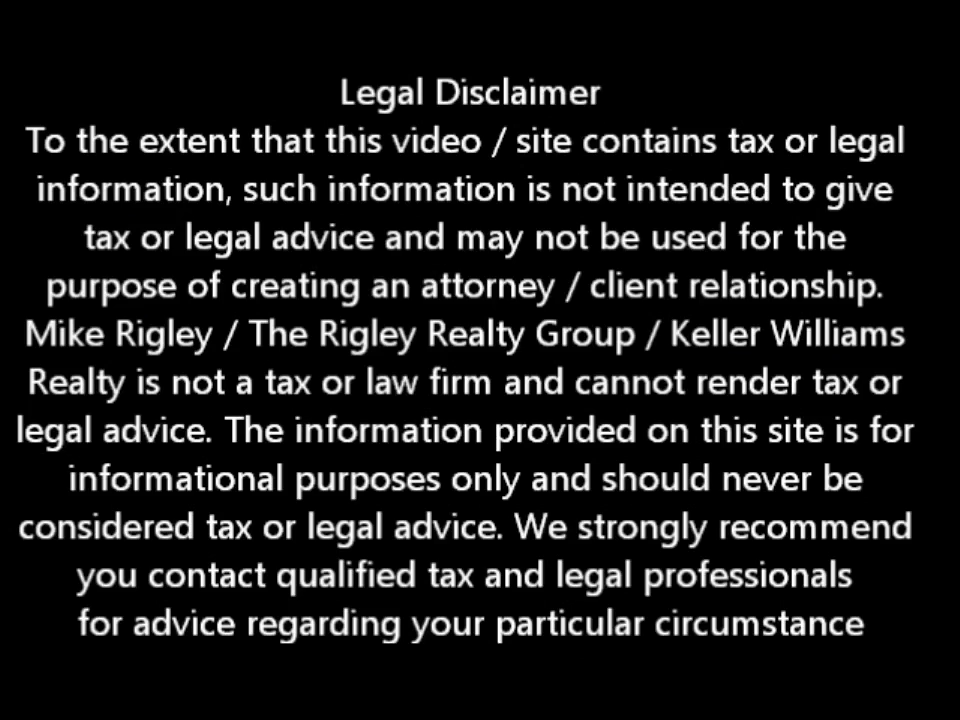 Legal Disclaimer
To the extent that this video / site contains tax or legal
information, such information is not intended to give
tax or legal advice and may not be used for the
purpose of creating an attorney / client relationship.
Mike Rigley / The Rigley Realty Group / Keller Williams
Realty is not a tax or law firm and cannot render tax or
legal advice. The information provided on this site is for
informational purposes only and should never be
considered tax or legal advice. We strongly recommend
you contact qualified tax and legal professionals
for advice regarding your particular circumstance